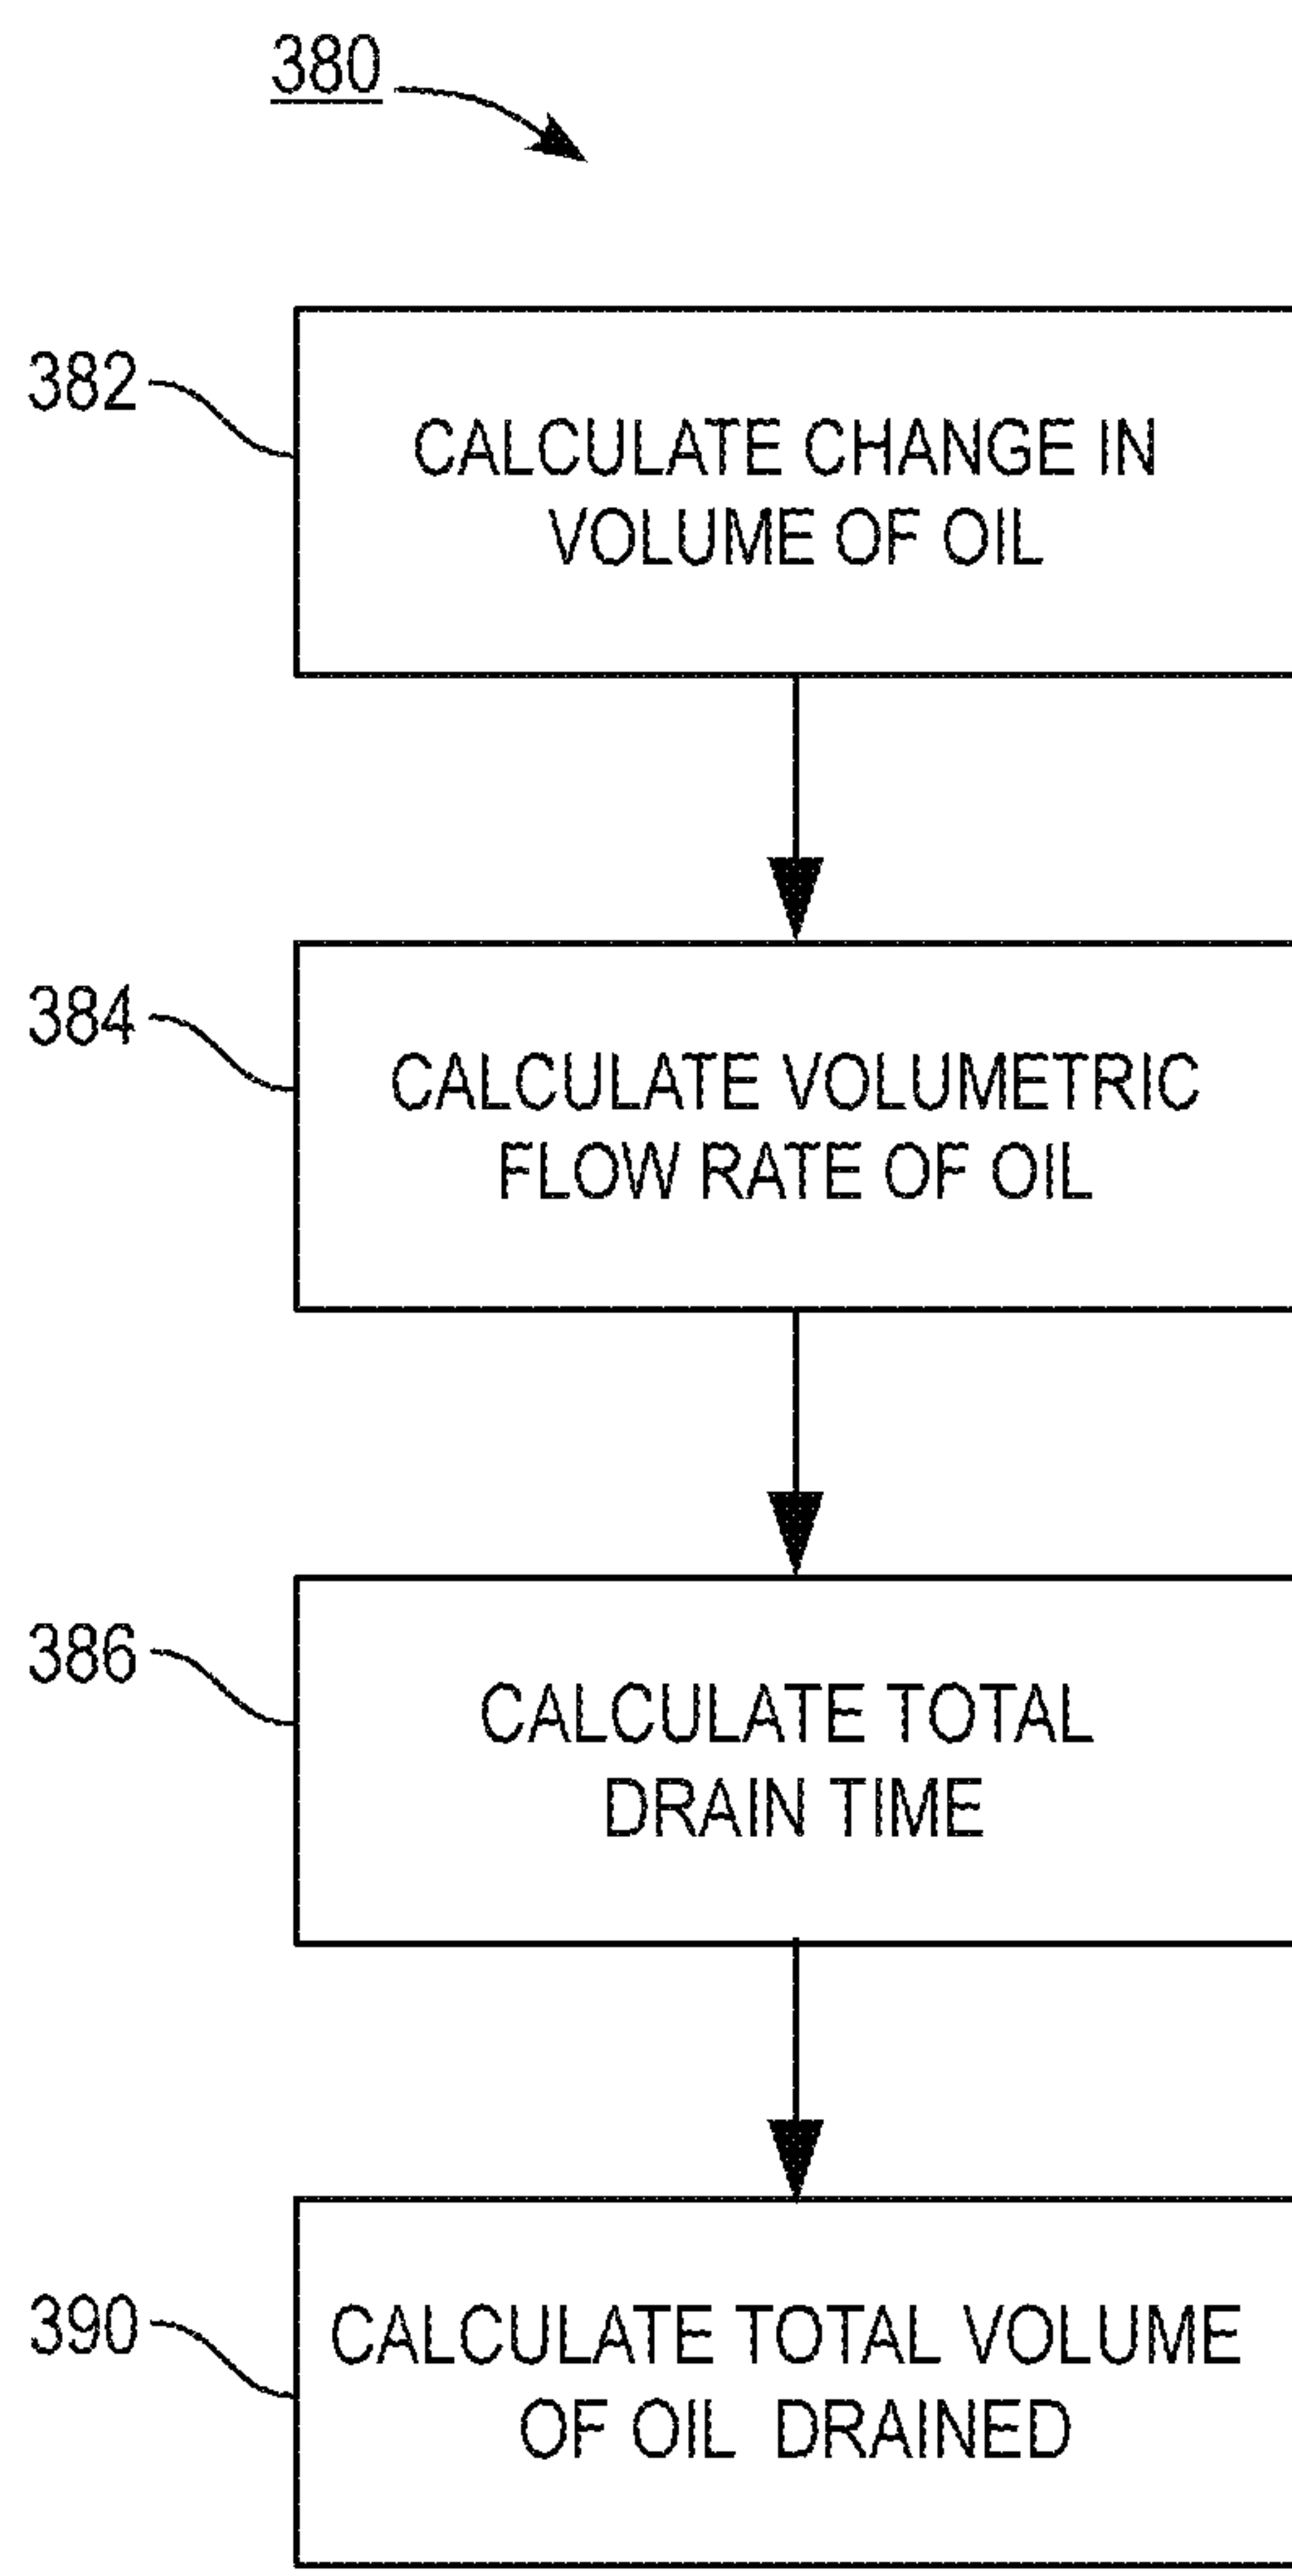 380
382
CALCULATE CHANGE IN
VOLUME OF OIL
384
CALCULATE VOLUMETRIC
FLOW RATE OF OIL
386
CALCULATE TOTAL
DRAIN TIME
390
CALCULATE TOTAL VOLUME
OF OIL DRAINED